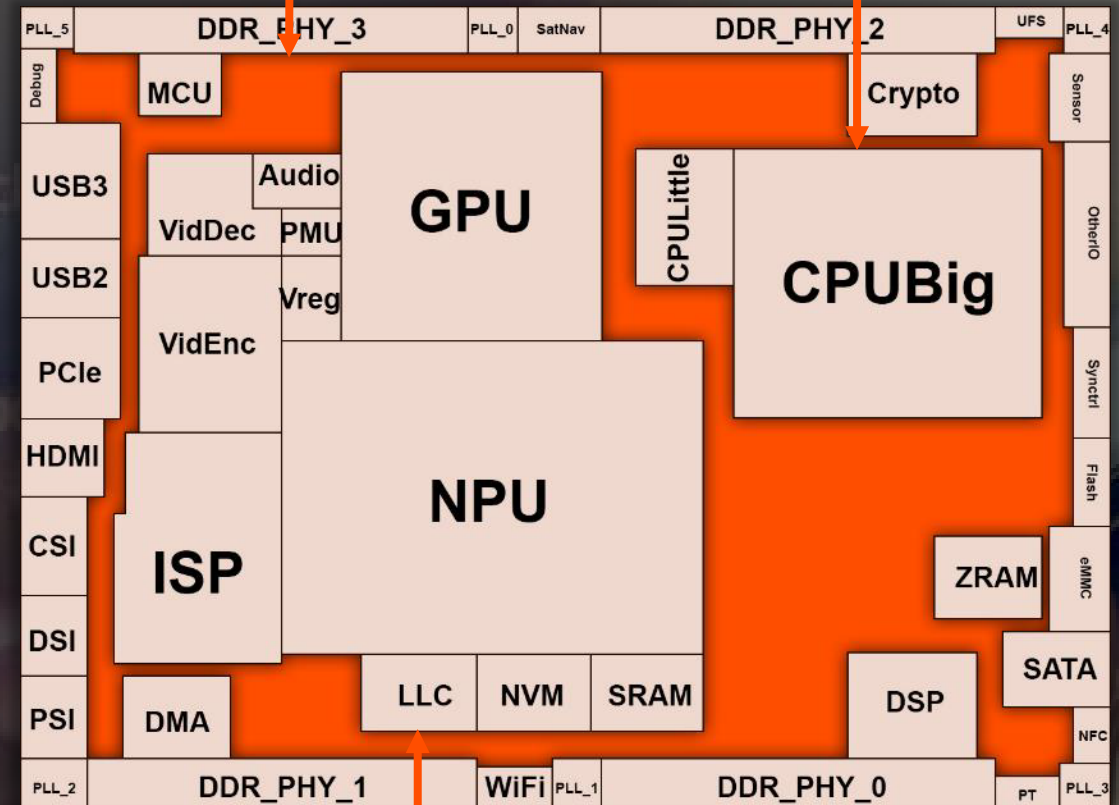 PLL_5
DDR_PHY_3
PLL_0
SatNav
DDR_PHY_2
UFS
PLL_4
Debug
MCU
Crypto
Sensor
USB3
Audio
GPU
CPULittle
CPUBig
OtherIO
VidDec
PMU
USB2
Vreg
VidEnc
PCIe
Synctrl
HDMI
NPU
Flash
CSI
ISP
ZRAM
eMMC
DSI
SATA
LLC
NVM
SRAM
DSP
PSI
DMA
NFC
PLL_2
DDR_PHY_1
WiFi
PLL_1
DDR_PHY_0
PT
PLL_3